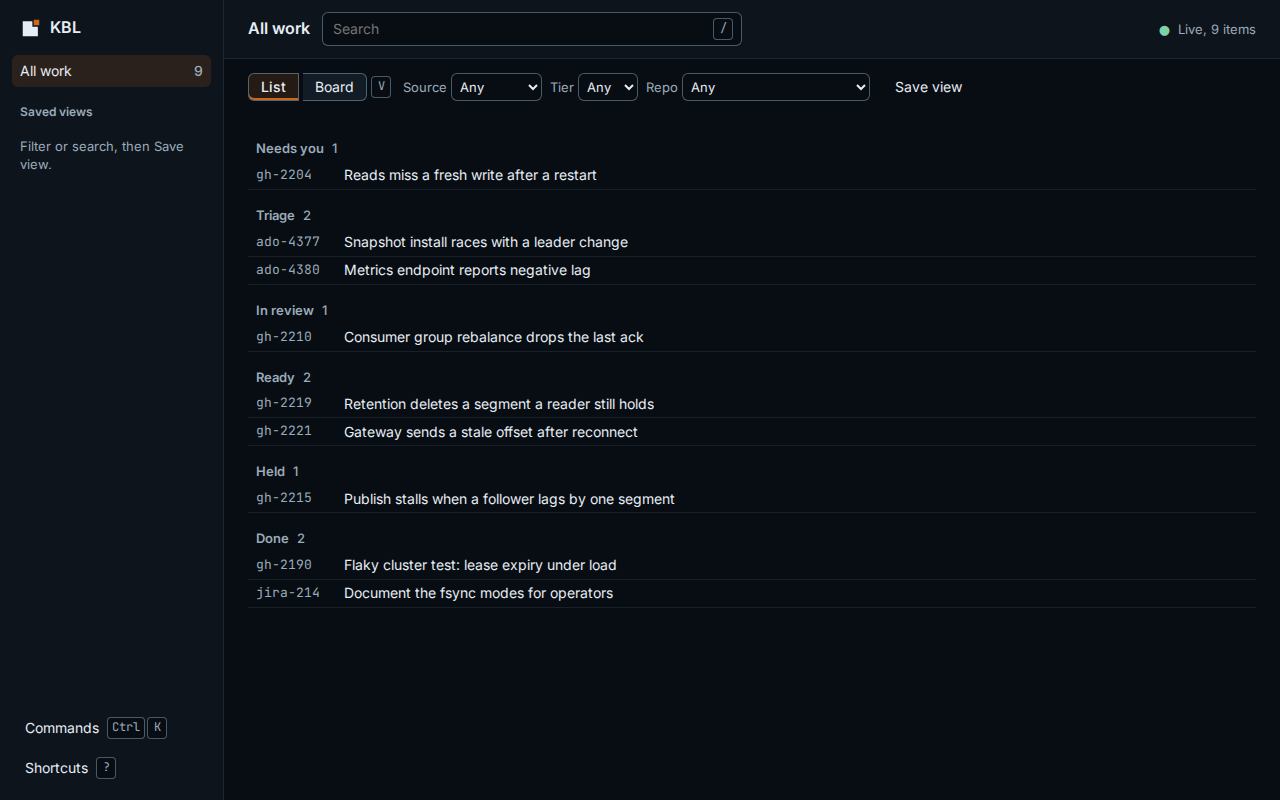 KBL
All work 9
Saved views
Filter or search, then Save
view.
Commands Ctrl K
Shortcuts ?
All work Search / Live, 9 items
List Board V Source Any Tier Any Repo Any Save view
Needs you 1
gh-2204 Reads miss a fresh write after a restart
Triage 2
ado-4377 Snapshot install races with a leader change
ado-4380 Metrics endpoint reports negative lag
In review 1
gh-2210 Consumer group rebalance drops the last ack
Ready 2
gh-2219 Retention deletes a segment a reader still holds
gh-2221 Gateway sends a stale offset after reconnect
Held 1
gh-2215 Publish stalls when a follower lags by one segment
Done 2
gh-2190 Flaky cluster test: lease expiry under load
jira-214 Document the fsync modes for operators